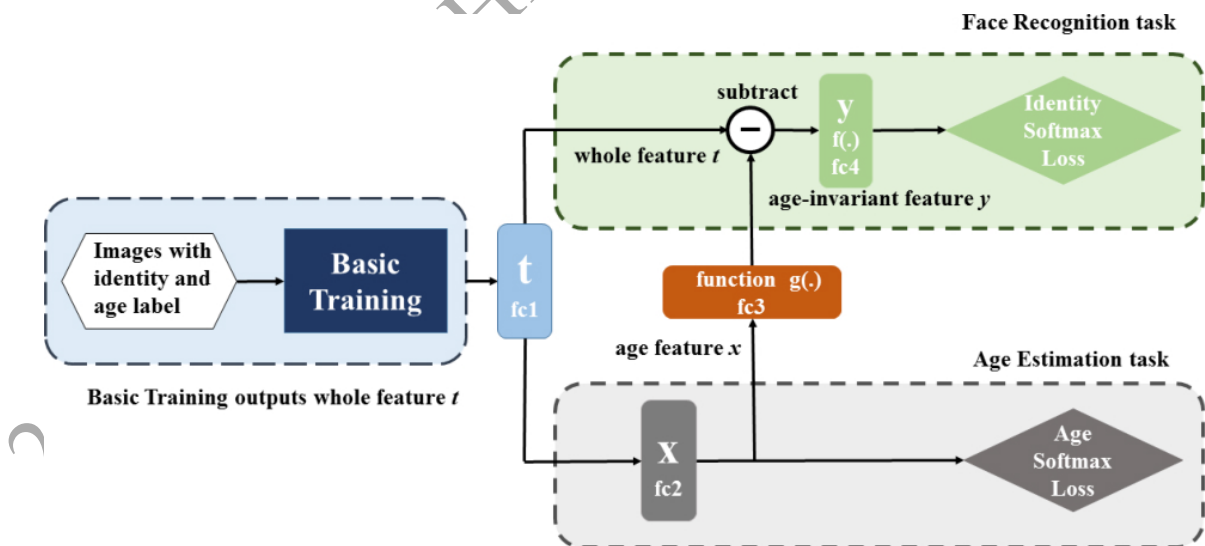 Face Recognition task
subtract
whole feature t
y
f(.)
fc4
Identity
Softmax
Loss
age-invariant feature y
Images with
identity and
age label
Basic
Training
t
fc1
function g(.)
fc3
age feature x
Basic Training outputs whole feature t
Age Estimation task
x
fc2
Age
Softmax
Loss